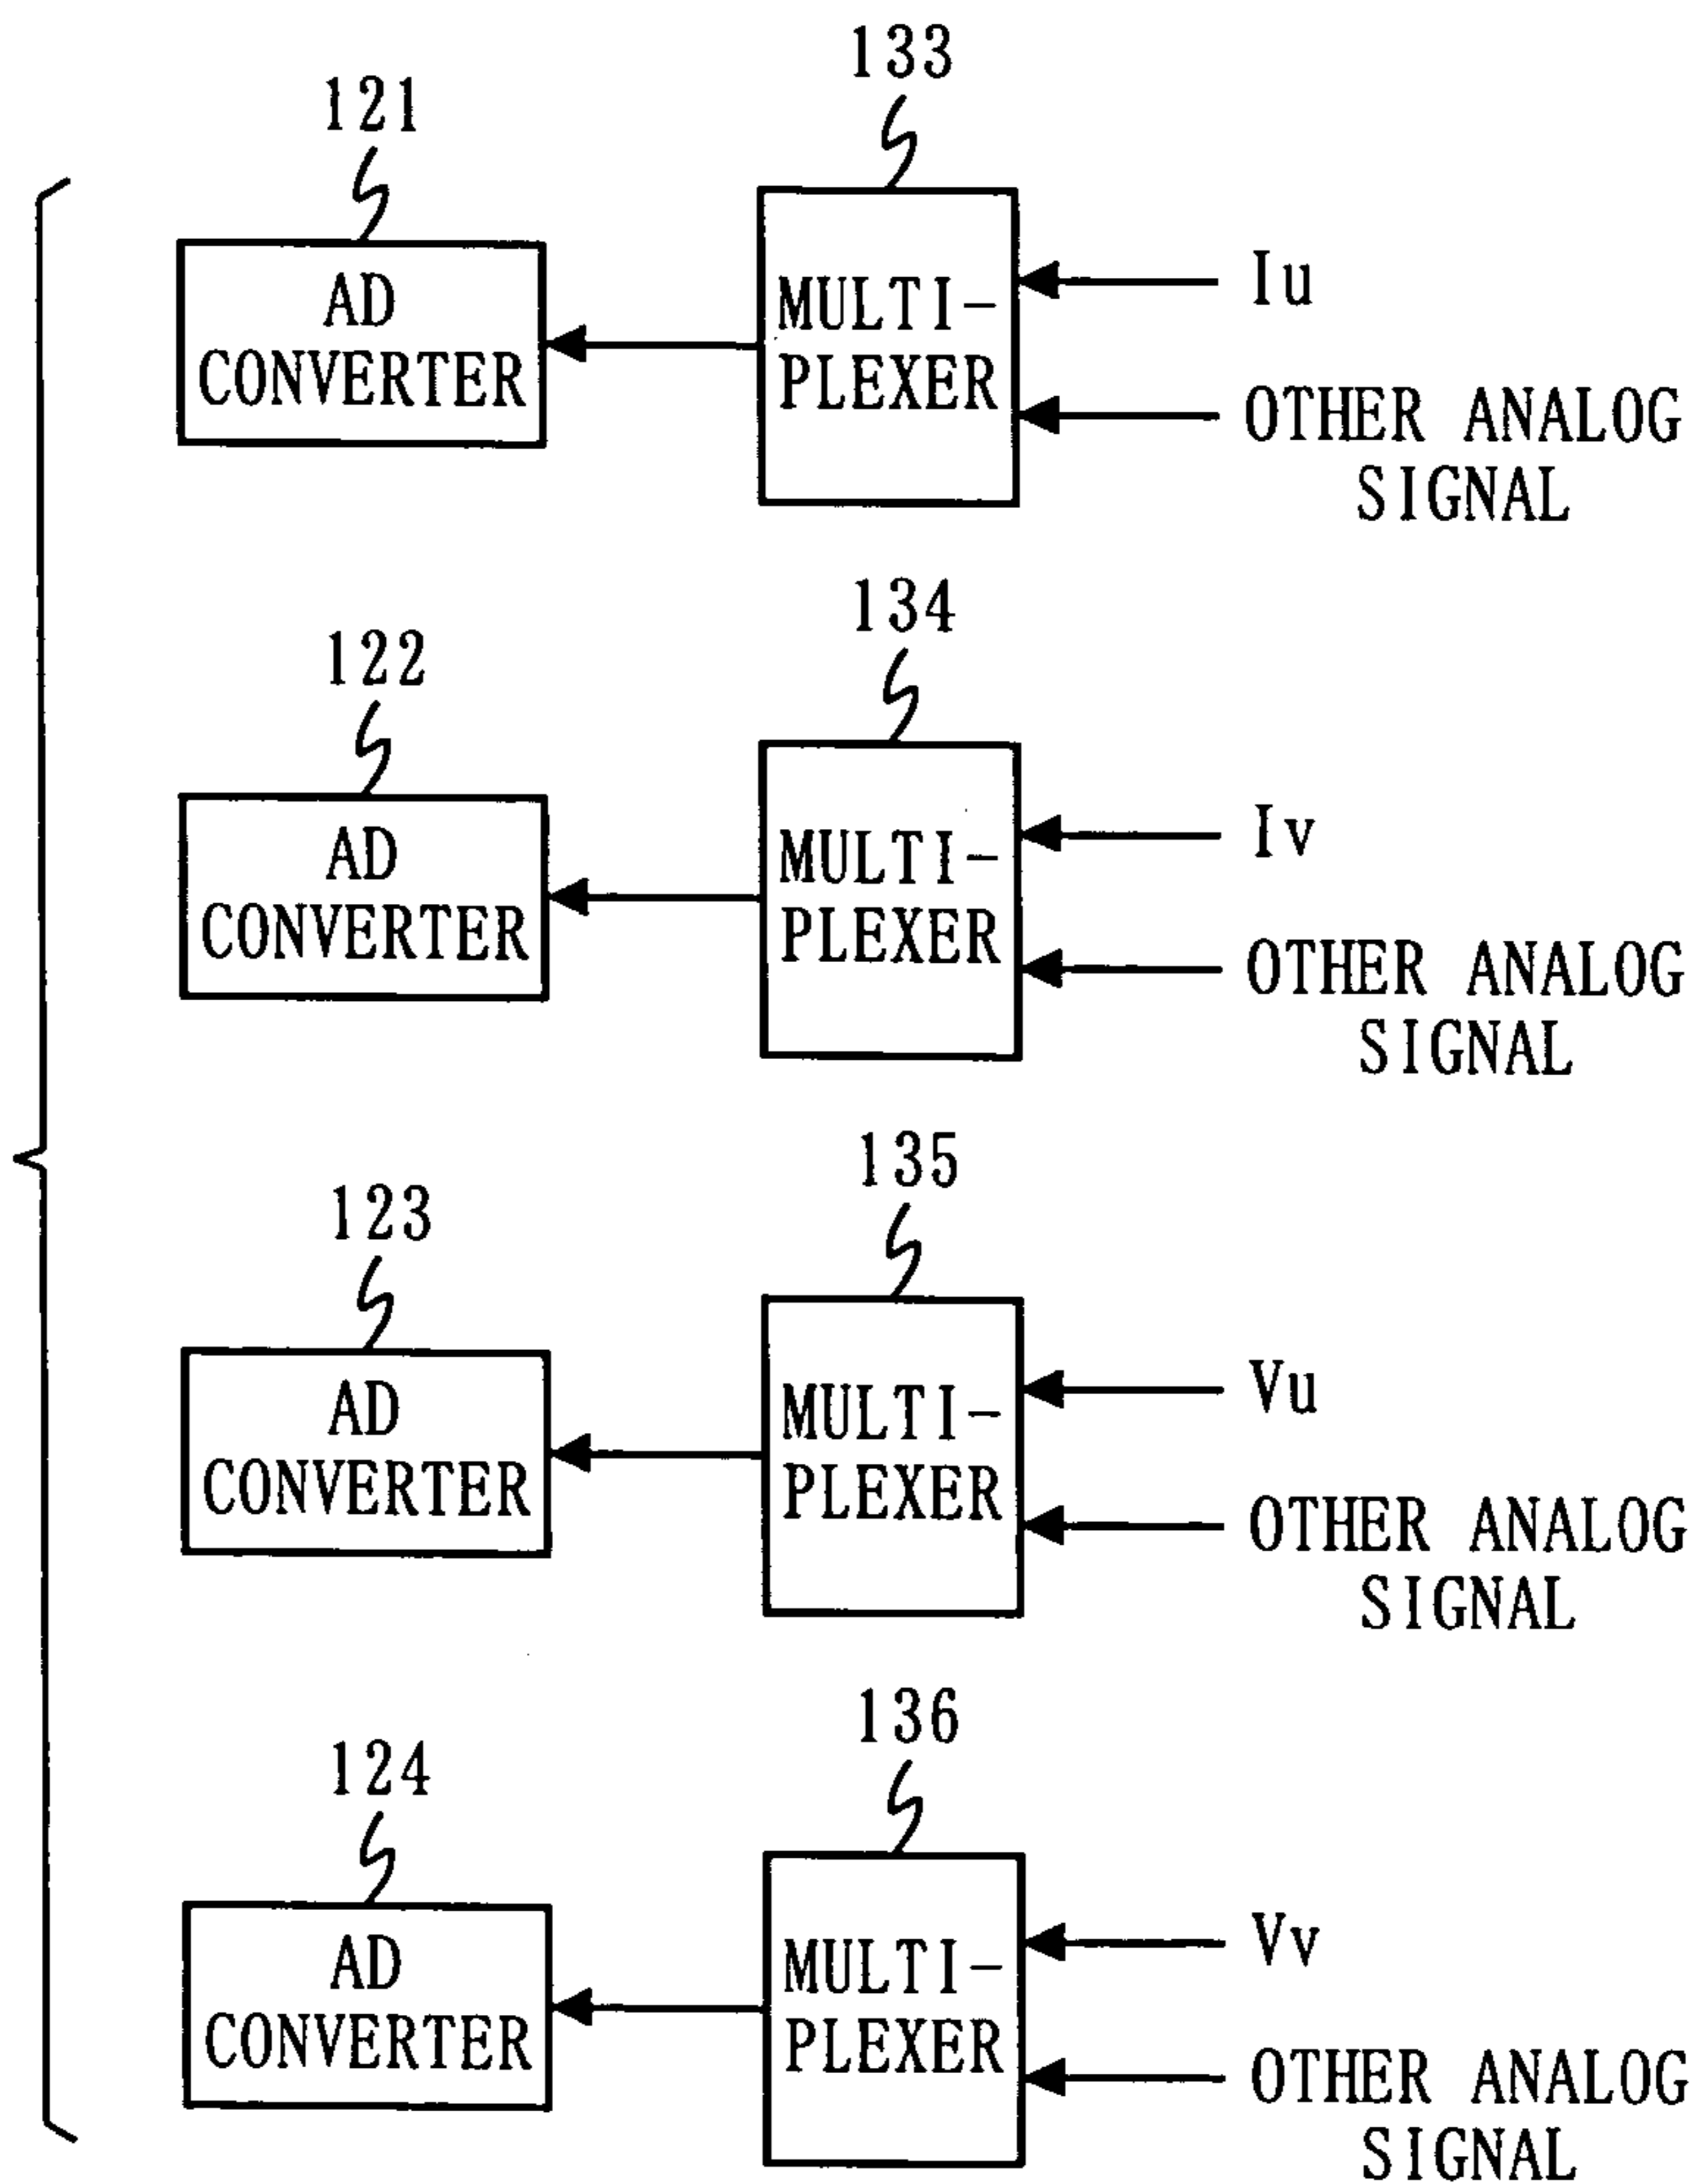 133
121
AD
CONVERTER
MULTI-
PLEXER
Iu
OTHER ANALOG
SIGNAL
134
122
AD
CONVERTER
MULTI-
PLEXER
Iv
OTHER ANALOG
SIGNAL
135
123
AD
CONVERTER
MULTI-
PLEXER
Vu
OTHER ANALOG
SIGNAL
136
124
AD
CONVERTER
MULTI-
PLEXER
Vv
OTHER ANALOG
SIGNAL